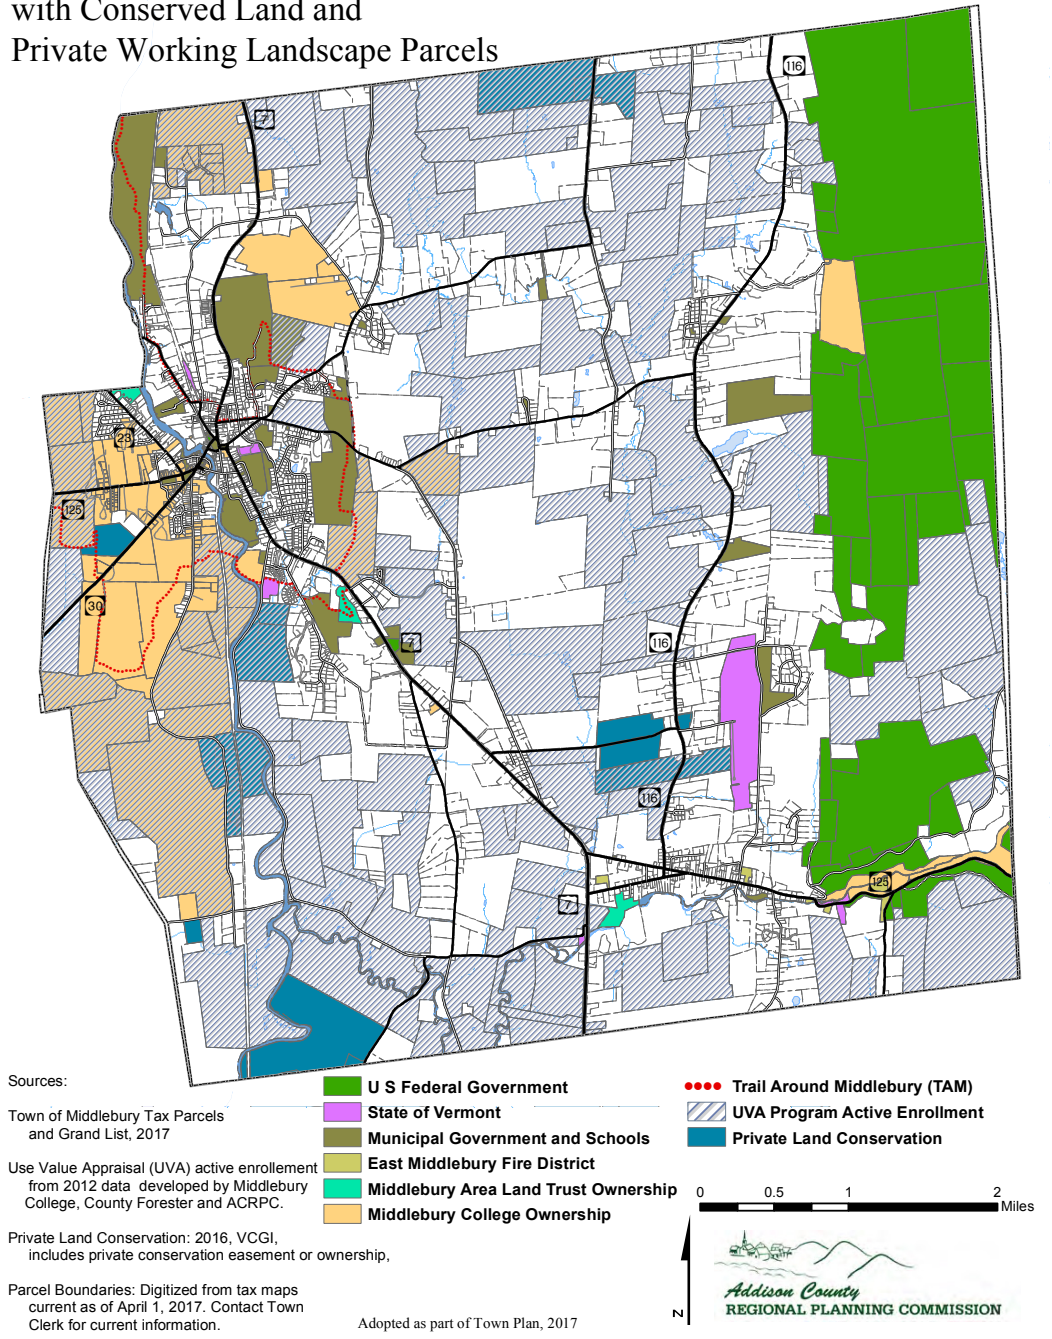 with Conserved Land and
Private Working Landscape Parcels
116
7
23
125
30
7
116
116
125
7
Sources:
Town of Middlebury Tax Parcels
and Grand List, 2017
Use Value Appraisal (UVA) active enrollement
from 2012 data developed by Middlebury
College, County Forester and ACRPC.
Private Land Conservation: 2016, VCGI,
includes private conservation easement or ownership,
Parcel Boundaries: Digitized from tax maps
current as of April 1, 2017. Contact Town
Clerk for current information.
U S Federal Government
State of Vermont
Municipal Government and Schools
East Middlebury Fire District
Middlebury Area Land Trust Ownership
Middlebury College Ownership
Trail Around Middlebury (TAM)
UVA Program Active Enrollment
Private Land Conservation
0 0.5 1 2
Miles
N
Addison County
REGIONAL PLANNING COMMISSION
Adopted as part of Town Plan, 2017